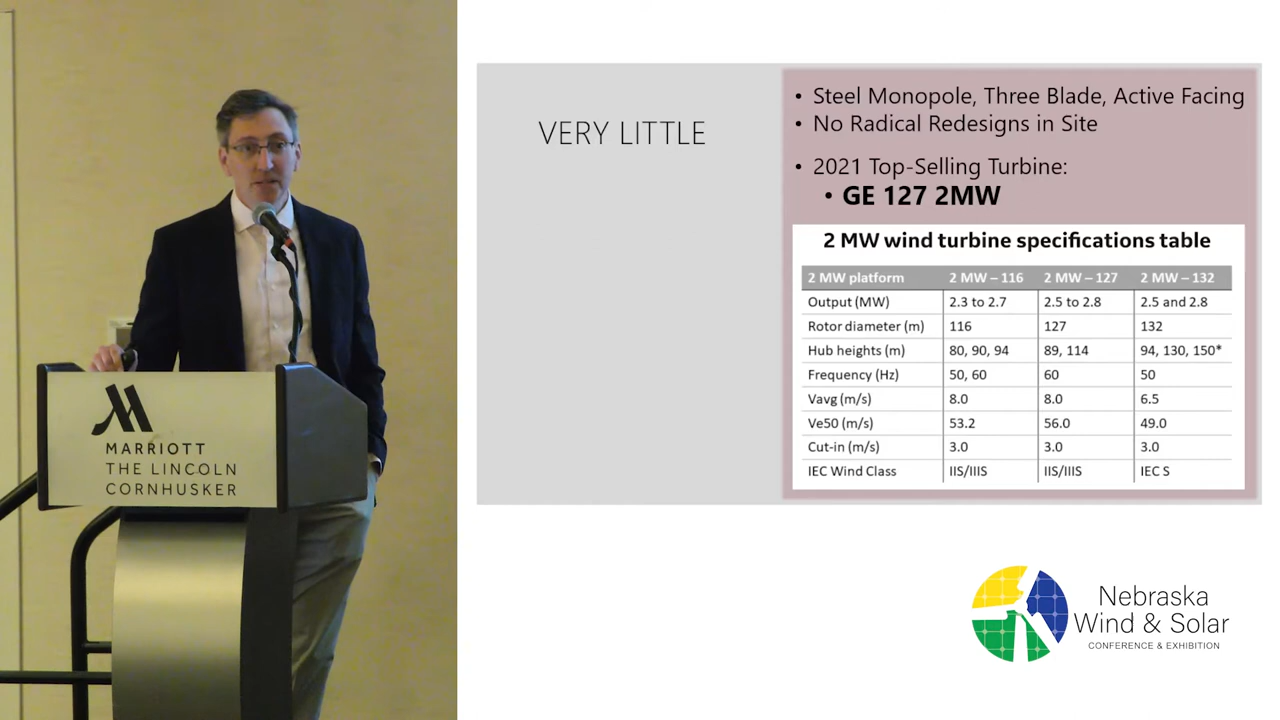 MARRIOTT
THE LINCOLN
CORNHUSKER
VERY LITTLE
• Steel Monopole, Three Blade, Active Facing
• No Radical Redesigns in Site
• 2021 Top-Selling Turbine:
• GE 127 2MW
2 MW wind turbine specifications table
2 MW platform 2 MW – 116 2 MW – 127 2 MW – 132
Output (MW) 2.3 to 2.7 2.5 to 2.8 2.5 and 2.8
Rotor diameter (m) 116 127 132
Hub heights (m) 80, 90, 94 89, 114 94, 130, 150*
Frequency (Hz) 50, 60 60 50
Vavg (m/s) 8.0 8.0 6.5
Ve50 (m/s) 53.2 56.0 49.0
Cut-in (m/s) 3.0 3.0 3.0
IEC Wind Class IIS/IIIS IIS/IIIS IEC S
Nebraska
Wind & Solar
CONFERENCE & EXHIBITION